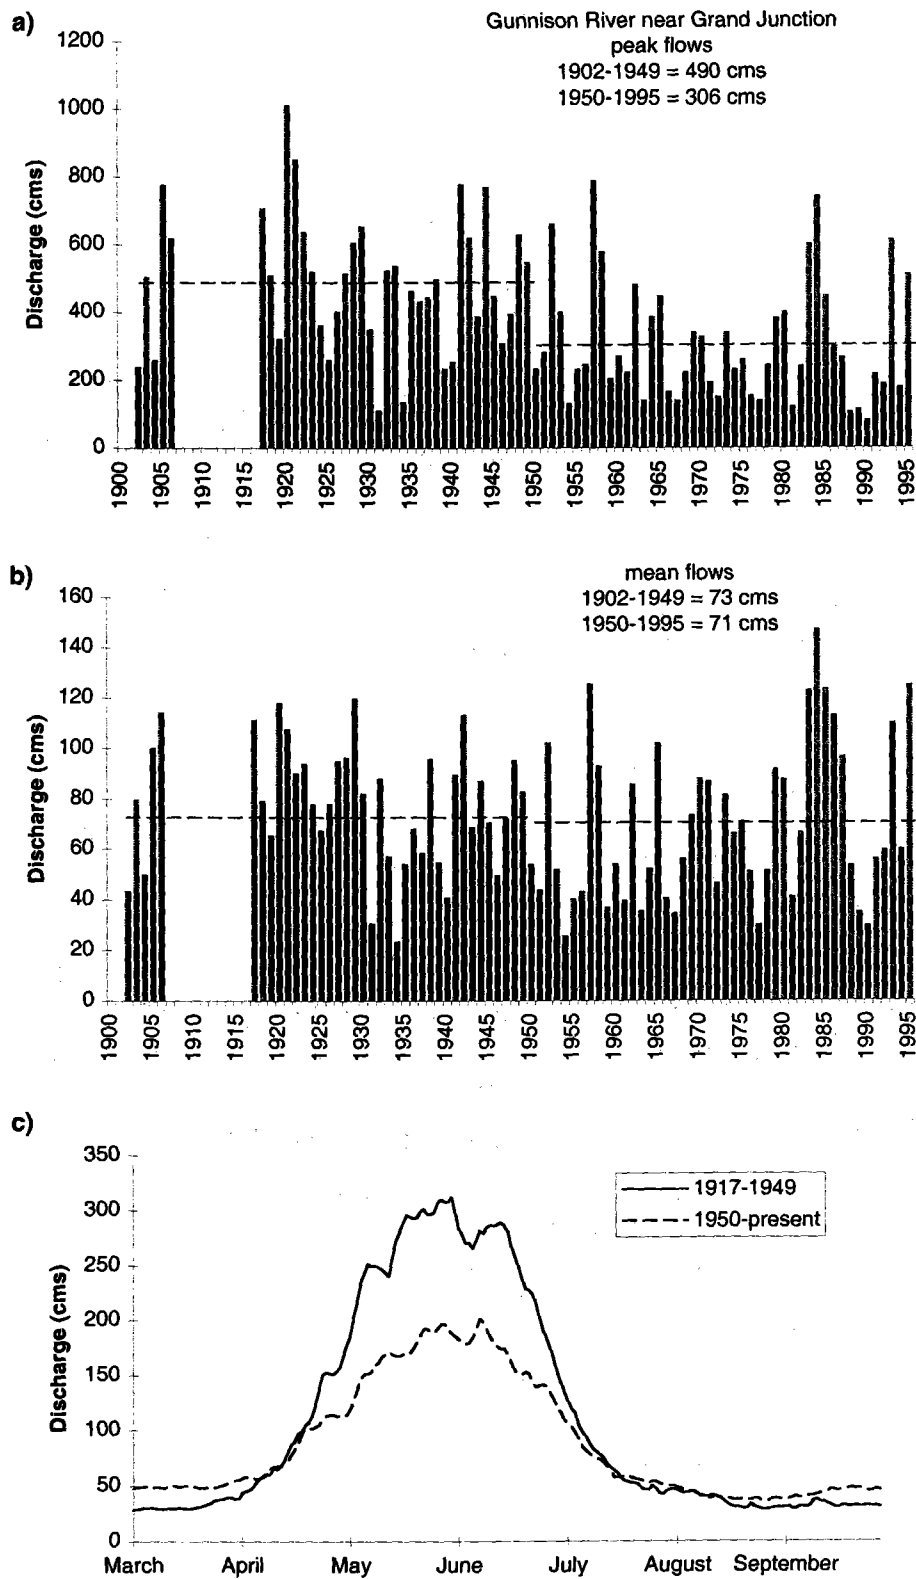 a)
Gunnison River near Grand Junction
peak flows
1902-1949 = 490 cms
1950-1995 = 306 cms
1200
1000
800
600
400
200
0
Discharge (cms)
1900 1905 1910 1915 1920 1925 1930 1935 1940 1945 1950 1955 1960 1965 1970 1975 1980 1985 1990 1995
b)
mean flows
1902-1949 = 73 cms
1950-1995 = 71 cms
160
140
120
100
80
60
40
20
0
Discharge (cms)
1900 1905 1910 1915 1920 1925 1930 1935 1940 1945 1950 1955 1960 1965 1970 1975 1980 1985 1990 1995
c)
350
300
250
200
150
100
50
0
Discharge (cms)
1917-1949
1950-present
March April May June July August September